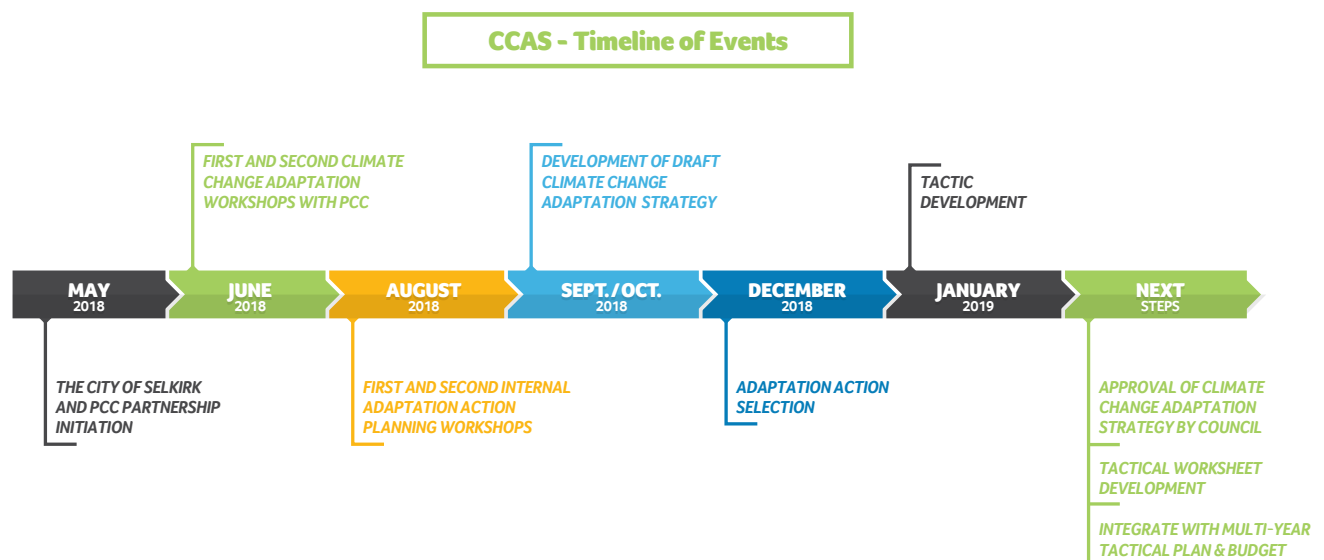 CCAS - Timeline of Events
FIRST AND SECOND CLIMATE
CHANGE ADAPTATION
WORKSHOPS WITH PCC
DEVELOPMENT OF DRAFT
CLIMATE CHANGE
ADAPTATION STRATEGY
TACTIC
DEVELOPMENT
MAY
2018
JUNE
2018
AUGUST
2018
SEPT./OCT.
2018
DECEMBER
2018
JANUARY
2019
NEXT
STEPS
THE CITY OF SELKIRK
AND PCC PARTNERSHIP
INITIATION
FIRST AND SECOND INTERNAL
ADAPTATION ACTION
PLANNING WORKSHOPS
ADAPTATION ACTION
SELECTION
APPROVAL OF CLIMATE
CHANGE ADAPTATION
STRATEGY BY COUNCIL
TACTICAL WORKSHEET
DEVELOPMENT
INTEGRATE WITH MULTI-YEAR
TACTICAL PLAN & BUDGET